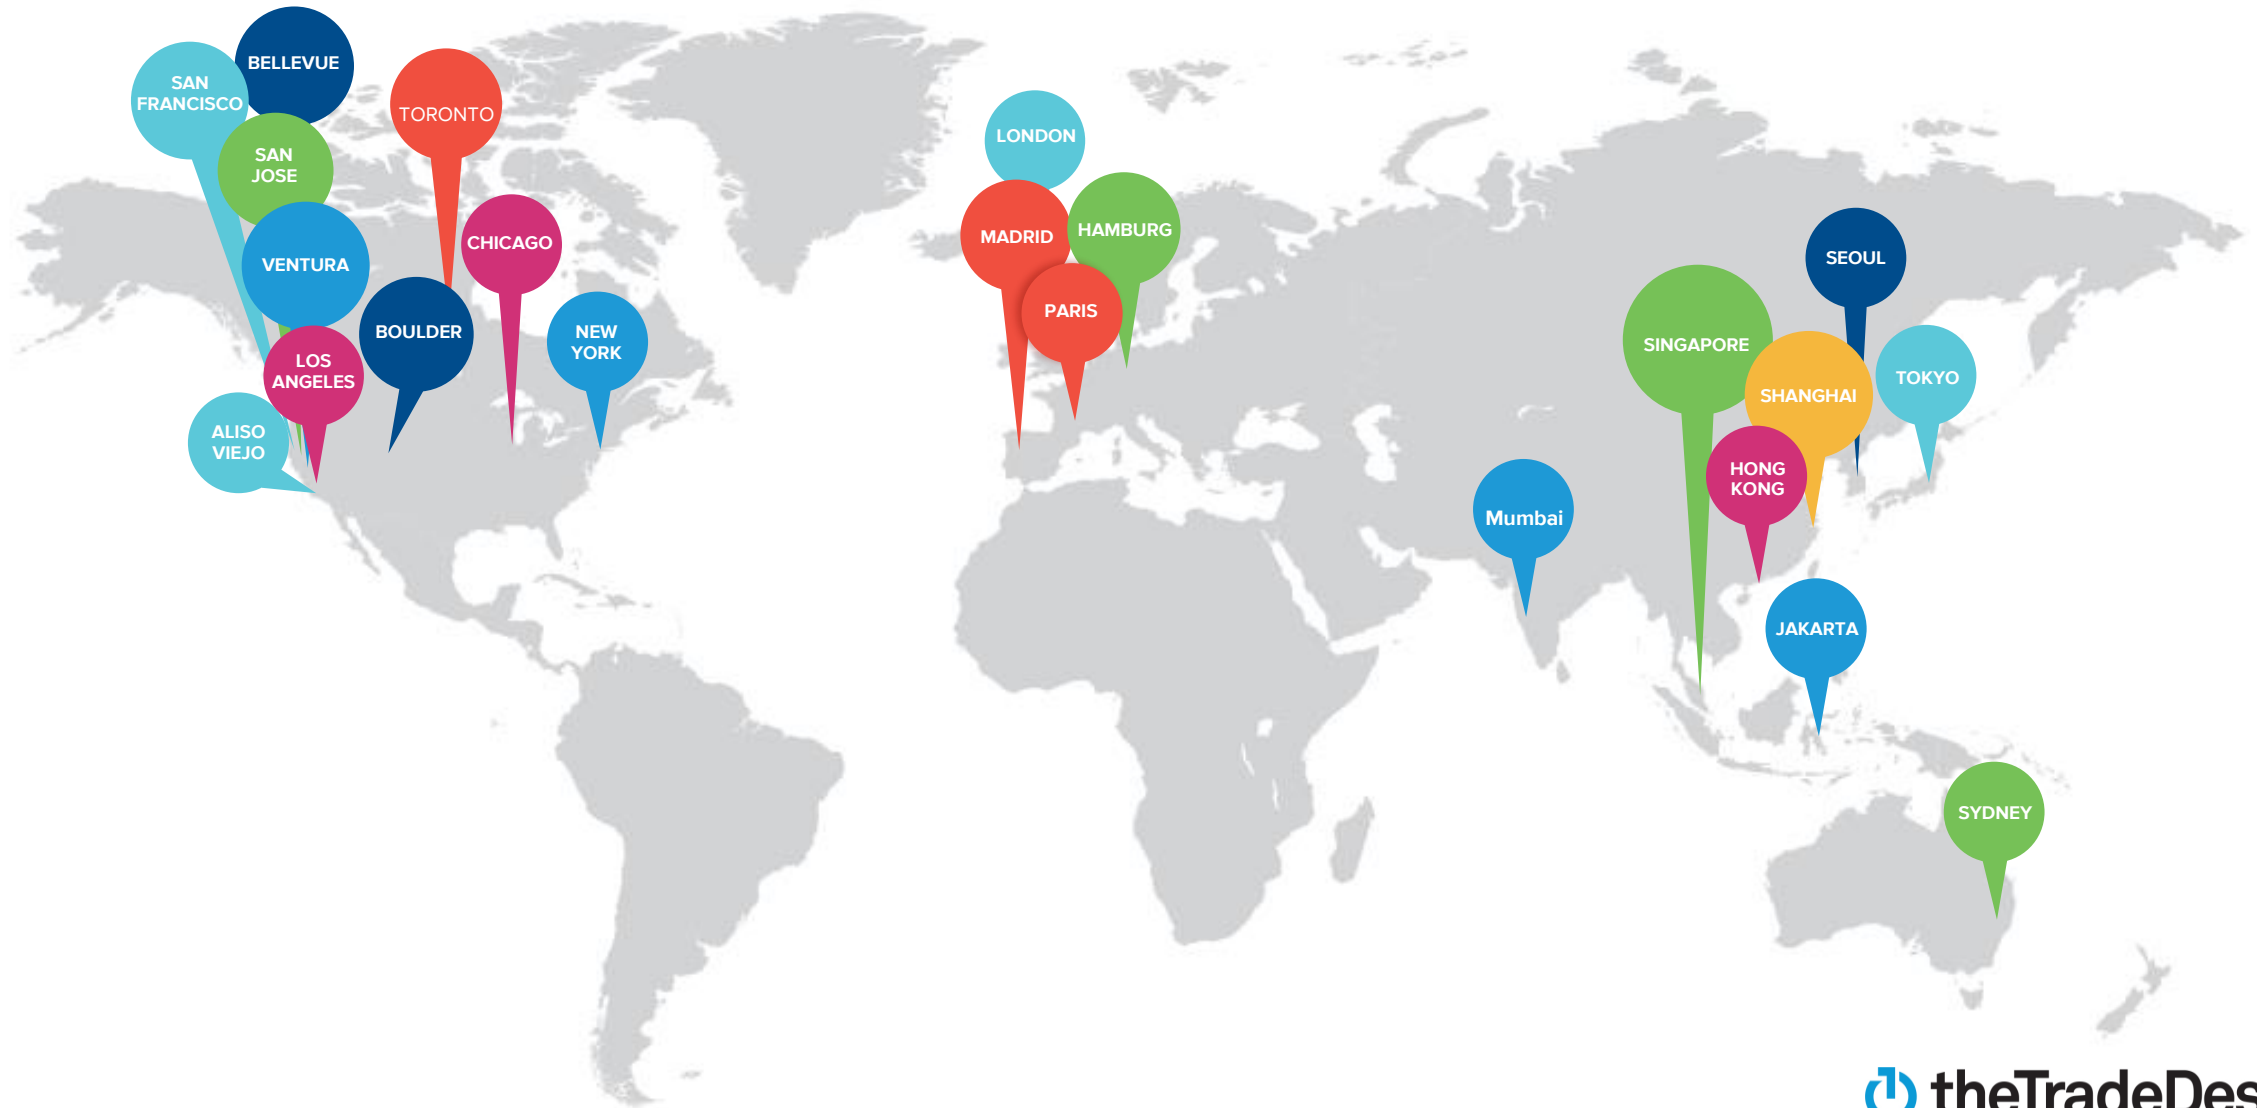 BELLEVUE
SAN
FRANCISCO
TORONTO
SAN
JOSE
CHICAGO
VENTURA
BOULDER
NEW
YORK
LOS
ANGELES
ALISO
VIEJO
LONDON
MADRID
HAMBURG
PARIS
SEOUL
SINGAPORE
TOKYO
SHANGHAI
HONG
KONG
Mumbai
JAKARTA
SYDNEY
theTradeDes